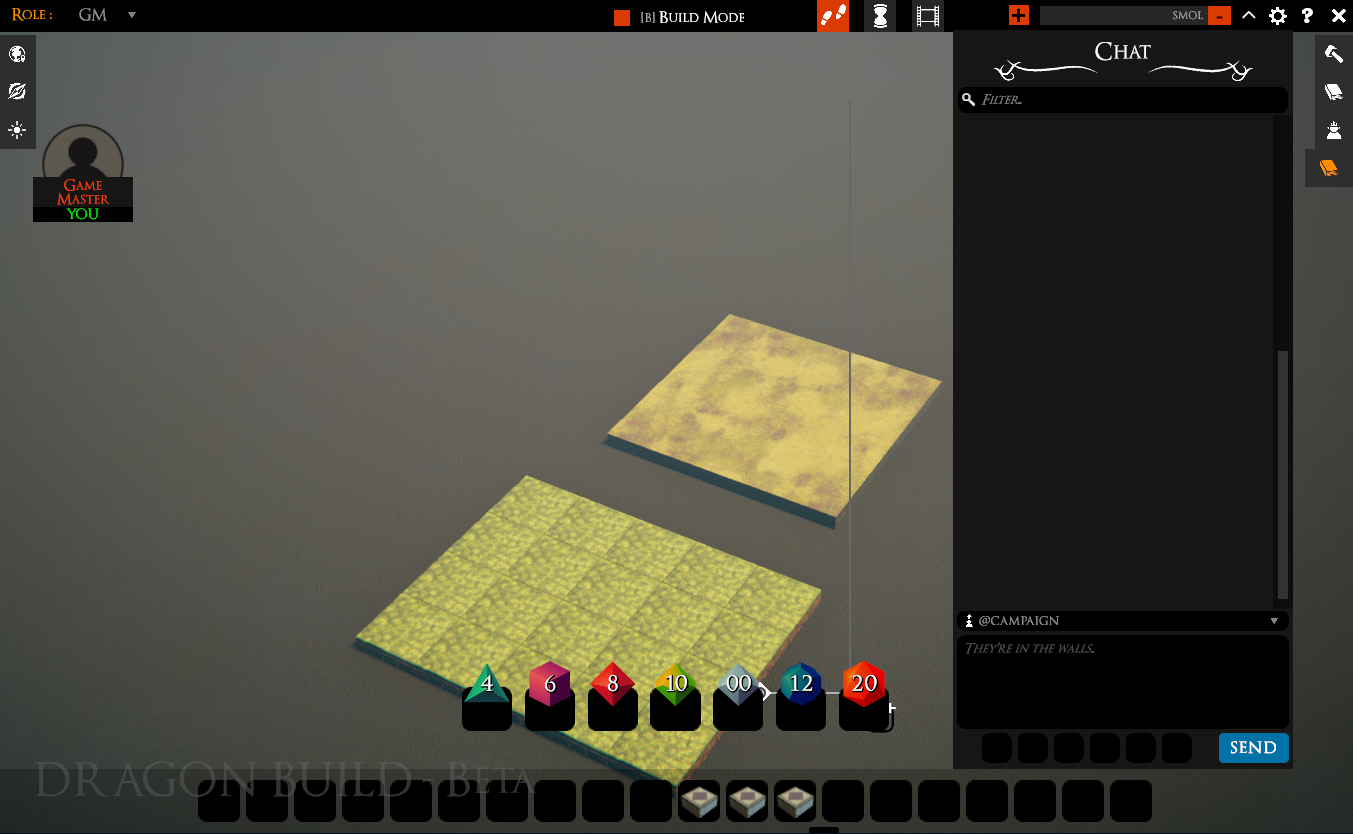 Role : GM
[B] Build Mode
SMOL
-
?
Chat
Filter..
Game
Master
YOU
@CAMPAIGN
They're in the walls.
4 6 8 10 00 12 20
SEND
DRAGON BUILD - BETA